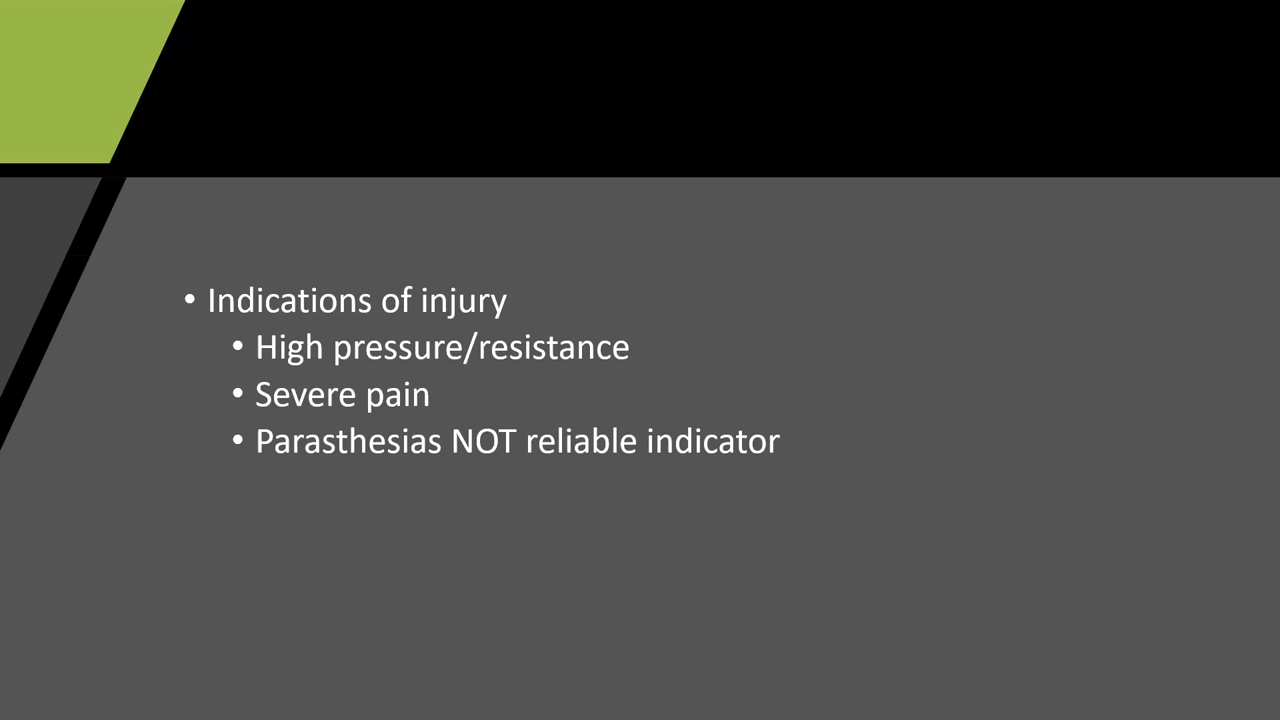 • Indications of injury
• High pressure/resistance
• Severe pain
• Parasthesias NOT reliable indicator